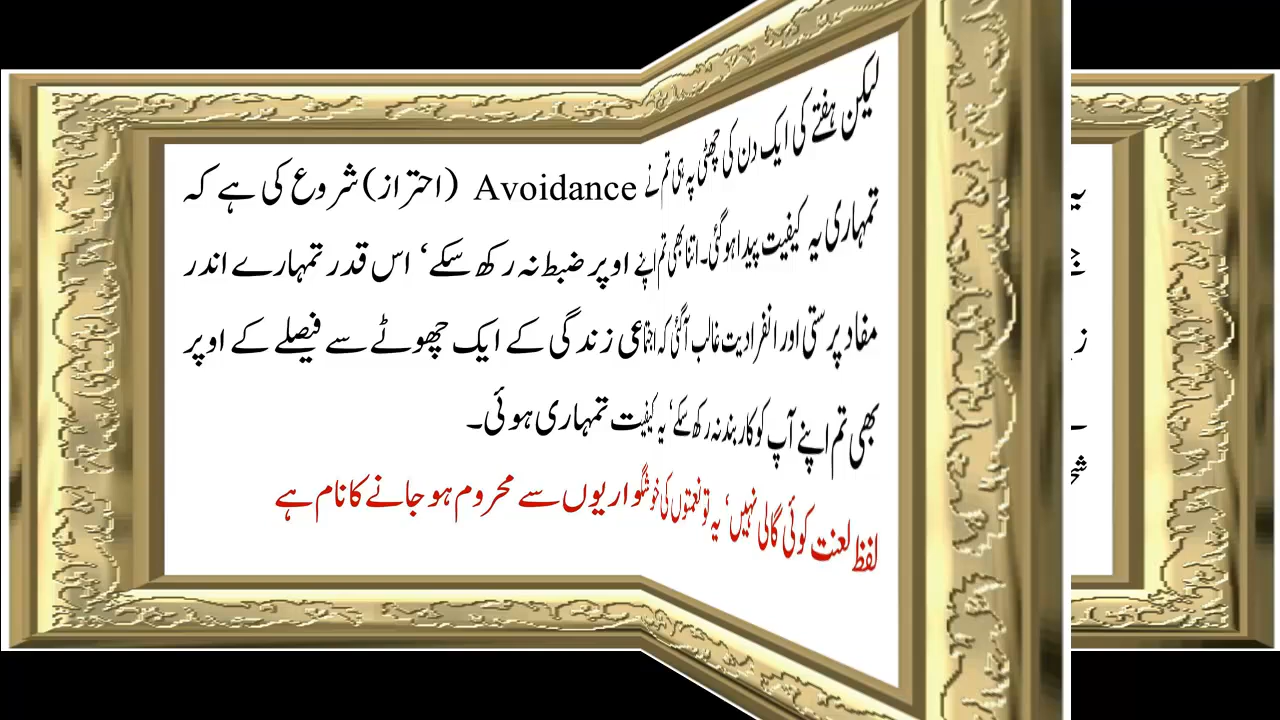 لیکن ہفتے کی ایک دن کی چھٹی پہ ہی تم نے Avoidance (احتراز) شروع کی ہے کہ
تمہاری یہ کیفیت پیدا ہوگئی۔ اتنا بھی تم اپنے اوپر ضبط نہ رکھ سکے‘ اس قدر تمہارے اندر
مفاد پرستی اور انفرادیت غالب آگئی کہ اجتماعی زندگی کے ایک چھوٹے سے فیصلے کے اوپر
بھی تم اپنے آپ کو کاربند نہ رکھ سکے‘ یہ کیفیت تمہاری ہوئی۔
لفظ لعنت کوئی گالی نہیں‘ یہ تو نعمتوں کی خوشگواریوں سے محروم ہو جانے کا نام ہے